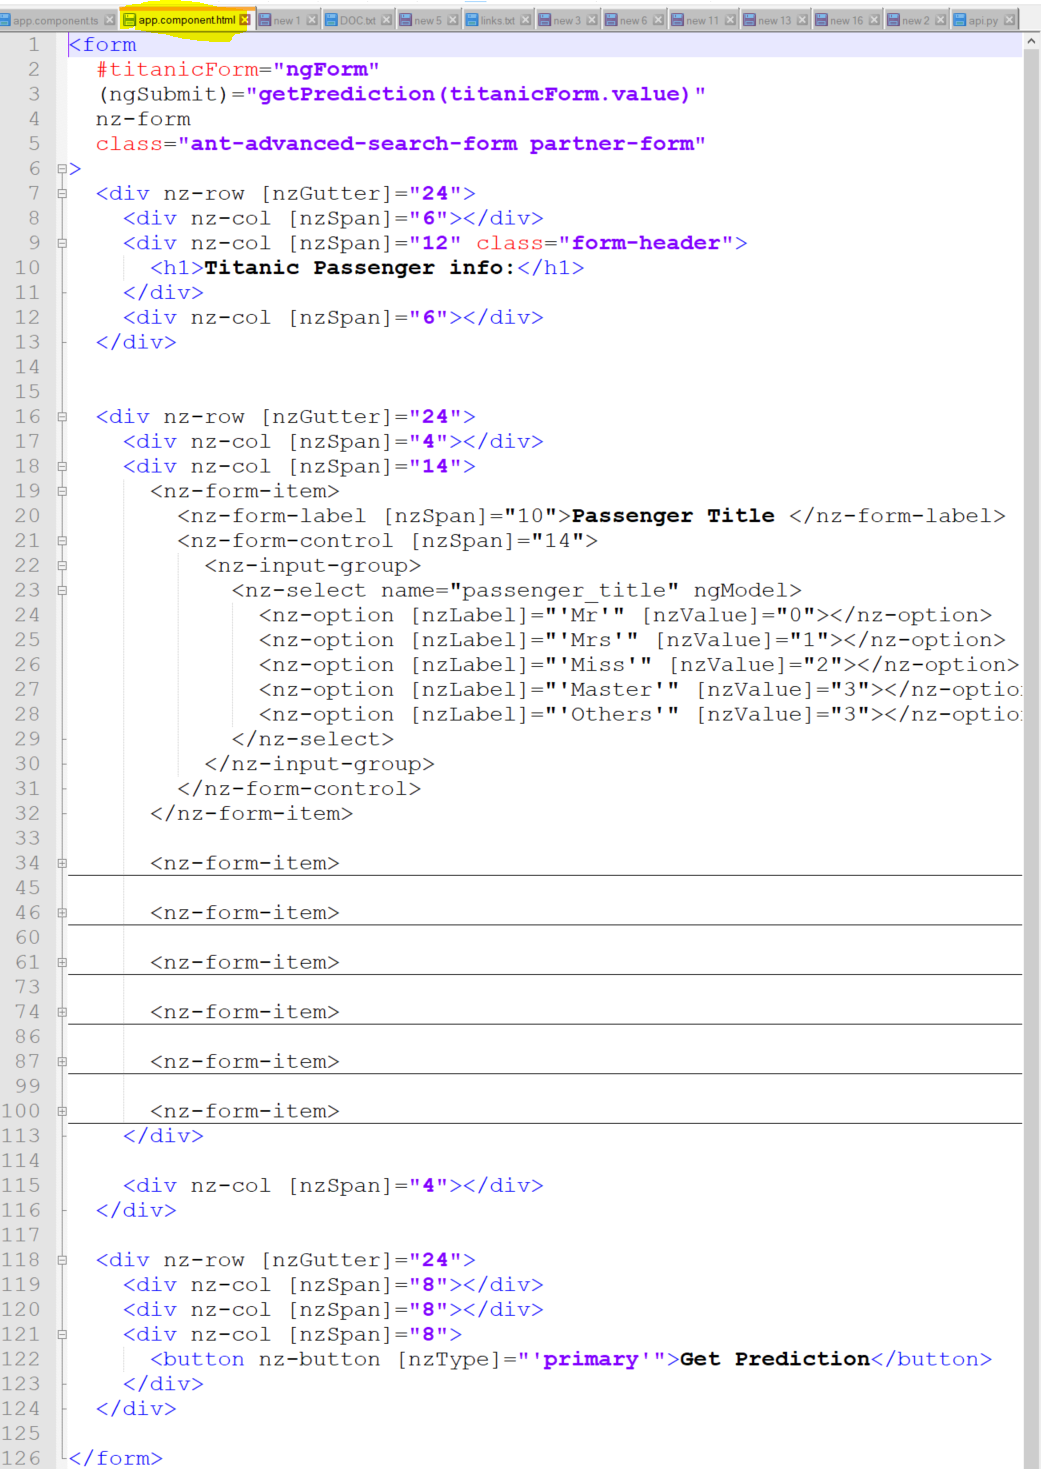 app.component.ts app.component.html new 1 DOC.txt new 5 links.txt new 3 new 6 new 11 new 13 new 16 new 2 api.py
1 <form
2 #titanicForm="ngForm"
3 (ngSubmit)="getPrediction(titanicForm.value)"
4 nz-form
5 class="ant-advanced-search-form partner-form"
6 >
7 <div nz-row [nzGutter]="24">
8 <div nz-col [nzSpan]="6"></div>
9 <div nz-col [nzSpan]="12" class="form-header">
10 <h1>Titanic Passenger info:</h1>
11 </div>
12 <div nz-col [nzSpan]="6"></div>
13 </div>
14
15
16 <div nz-row [nzGutter]="24">
17 <div nz-col [nzSpan]="4"></div>
18 <div nz-col [nzSpan]="14">
19 <nz-form-item>
20 <nz-form-label [nzSpan]="10">Passenger Title </nz-form-label>
21 <nz-form-control [nzSpan]="14">
22 <nz-input-group>
23 <nz-select name="passenger_title" ngModel>
24 <nz-option [nzLabel]="'Mr'" [nzValue]="0"></nz-option>
25 <nz-option [nzLabel]="'Mrs'" [nzValue]="1"></nz-option>
26 <nz-option [nzLabel]="'Miss'" [nzValue]="2"></nz-option>
27 <nz-option [nzLabel]="'Master'" [nzValue]="3"></nz-optio
28 <nz-option [nzLabel]="'Others'" [nzValue]="3"></nz-optio
29 </nz-select>
30 </nz-input-group>
31 </nz-form-control>
32 </nz-form-item>
33
34 <nz-form-item>
45
46 <nz-form-item>
60
61 <nz-form-item>
73
74 <nz-form-item>
86
87 <nz-form-item>
99
100 <nz-form-item>
113 </div>
114
115 <div nz-col [nzSpan]="4"></div>
116 </div>
117
118 <div nz-row [nzGutter]="24">
119 <div nz-col [nzSpan]="8"></div>
120 <div nz-col [nzSpan]="8"></div>
121 <div nz-col [nzSpan]="8">
122 <button nz-button [nzType]="'primary'">Get Prediction</button>
123 </div>
124 </div>
125
126 </form>